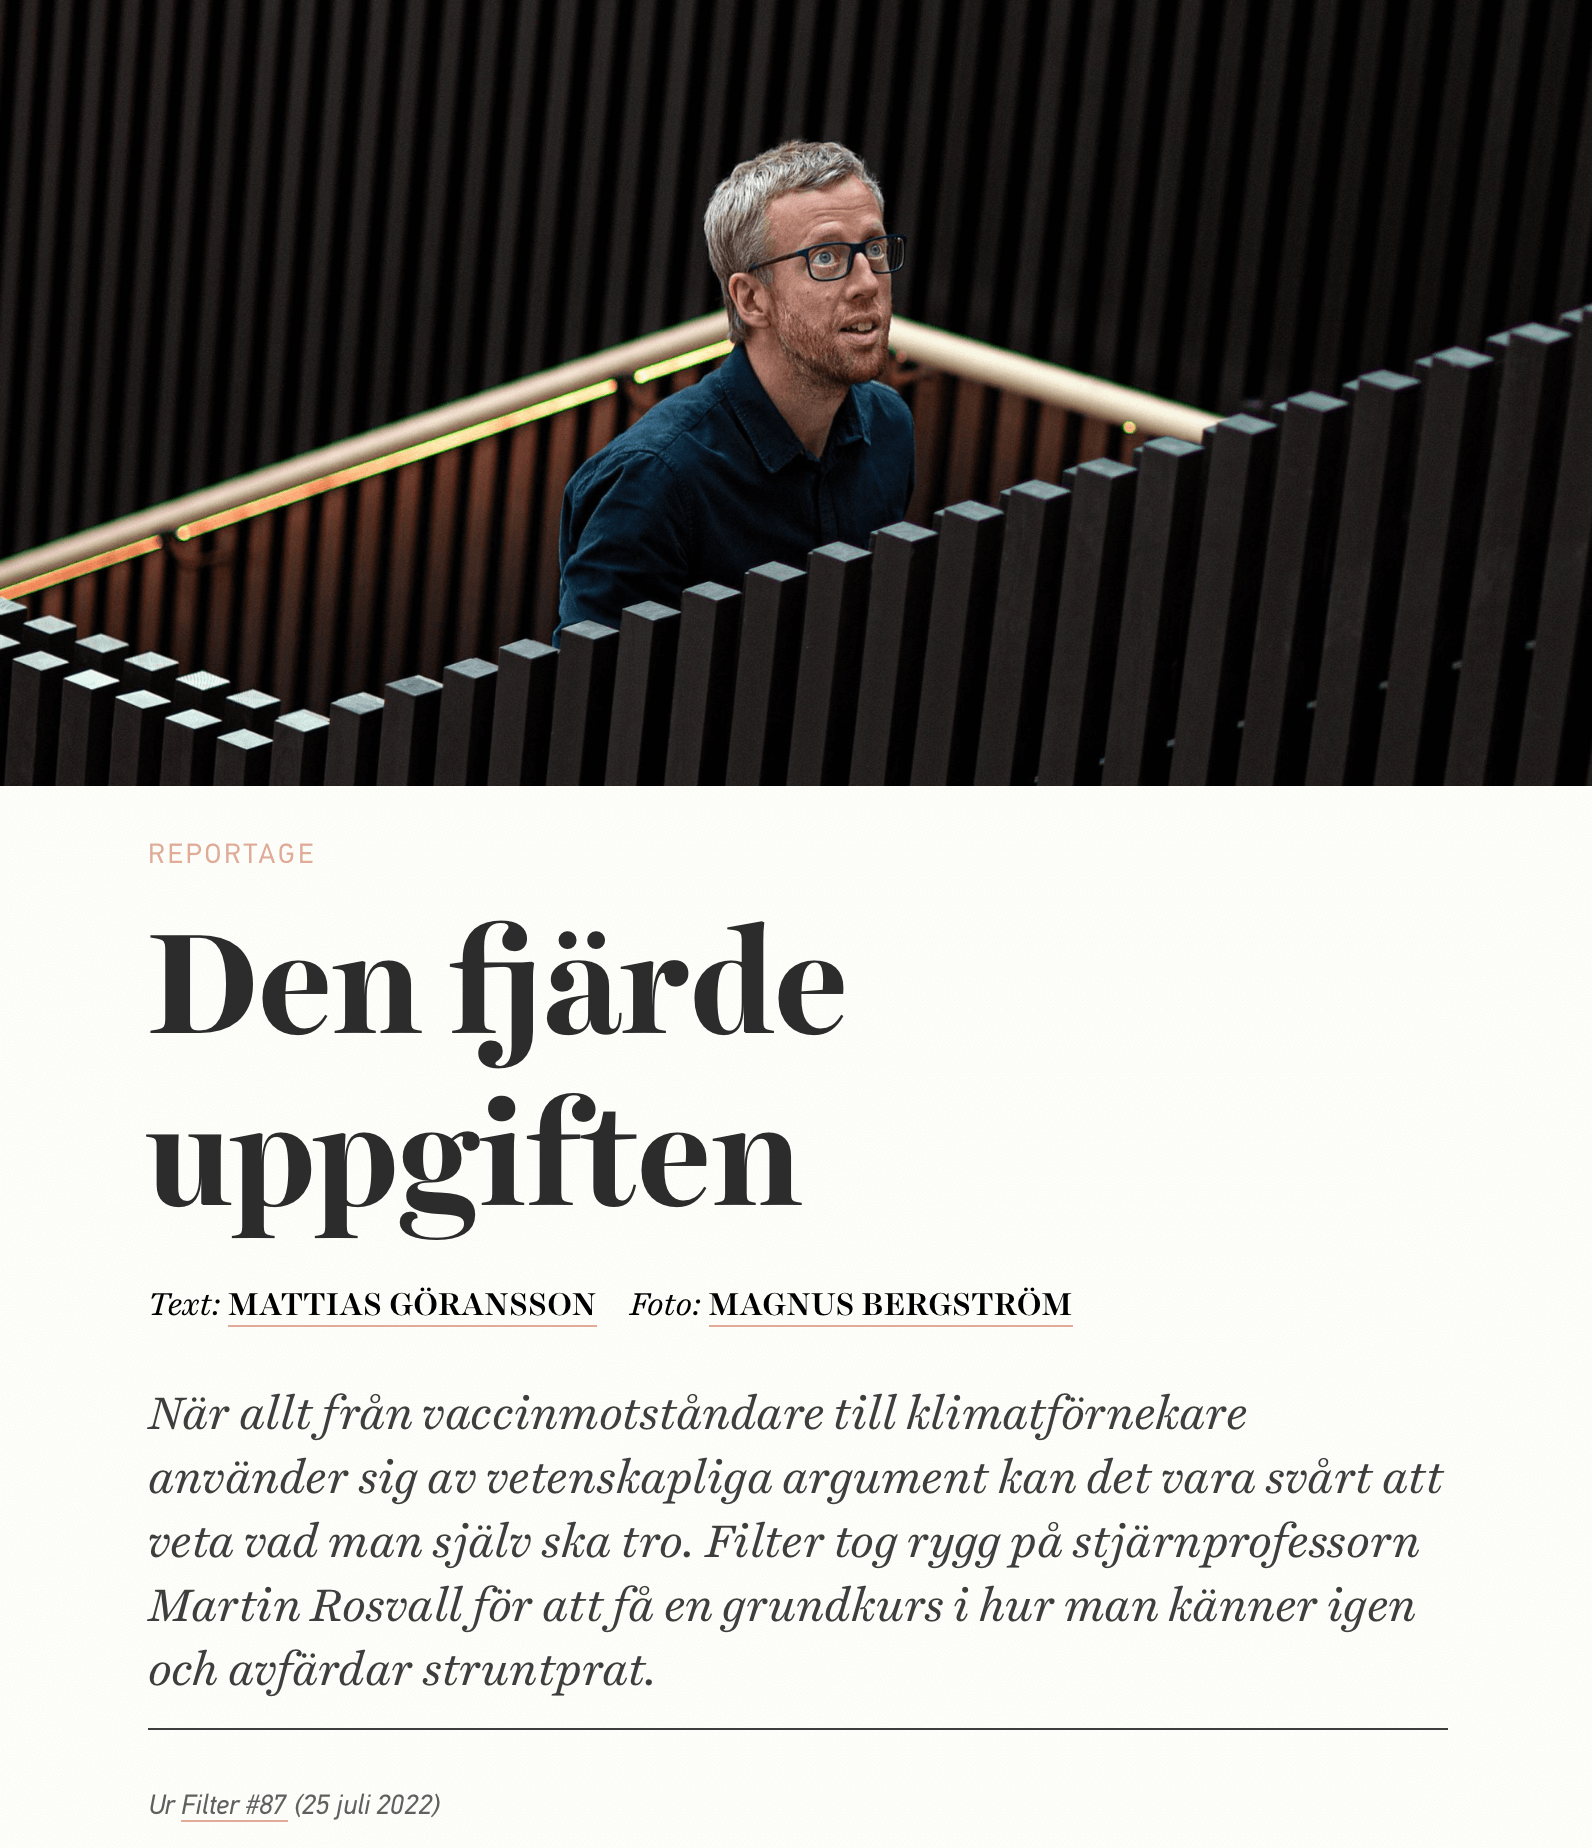 REPORTAGE
Den fjärde
uppgiften
Text: MATTIAS GÖRANSSON Foto: MAGNUS BERGSTRÖM
När allt från vaccinmotståndare till klimatförnekare
använder sig av vetenskapliga argument kan det vara svårt att
veta vad man själv ska tro. Filter tog rygg på stjärnprofessorn
Martin Rosvall för att få en grundkurs i hur man känner igen
och avfärdar struntprat.
Ur Filter #87 (25 juli 2022)